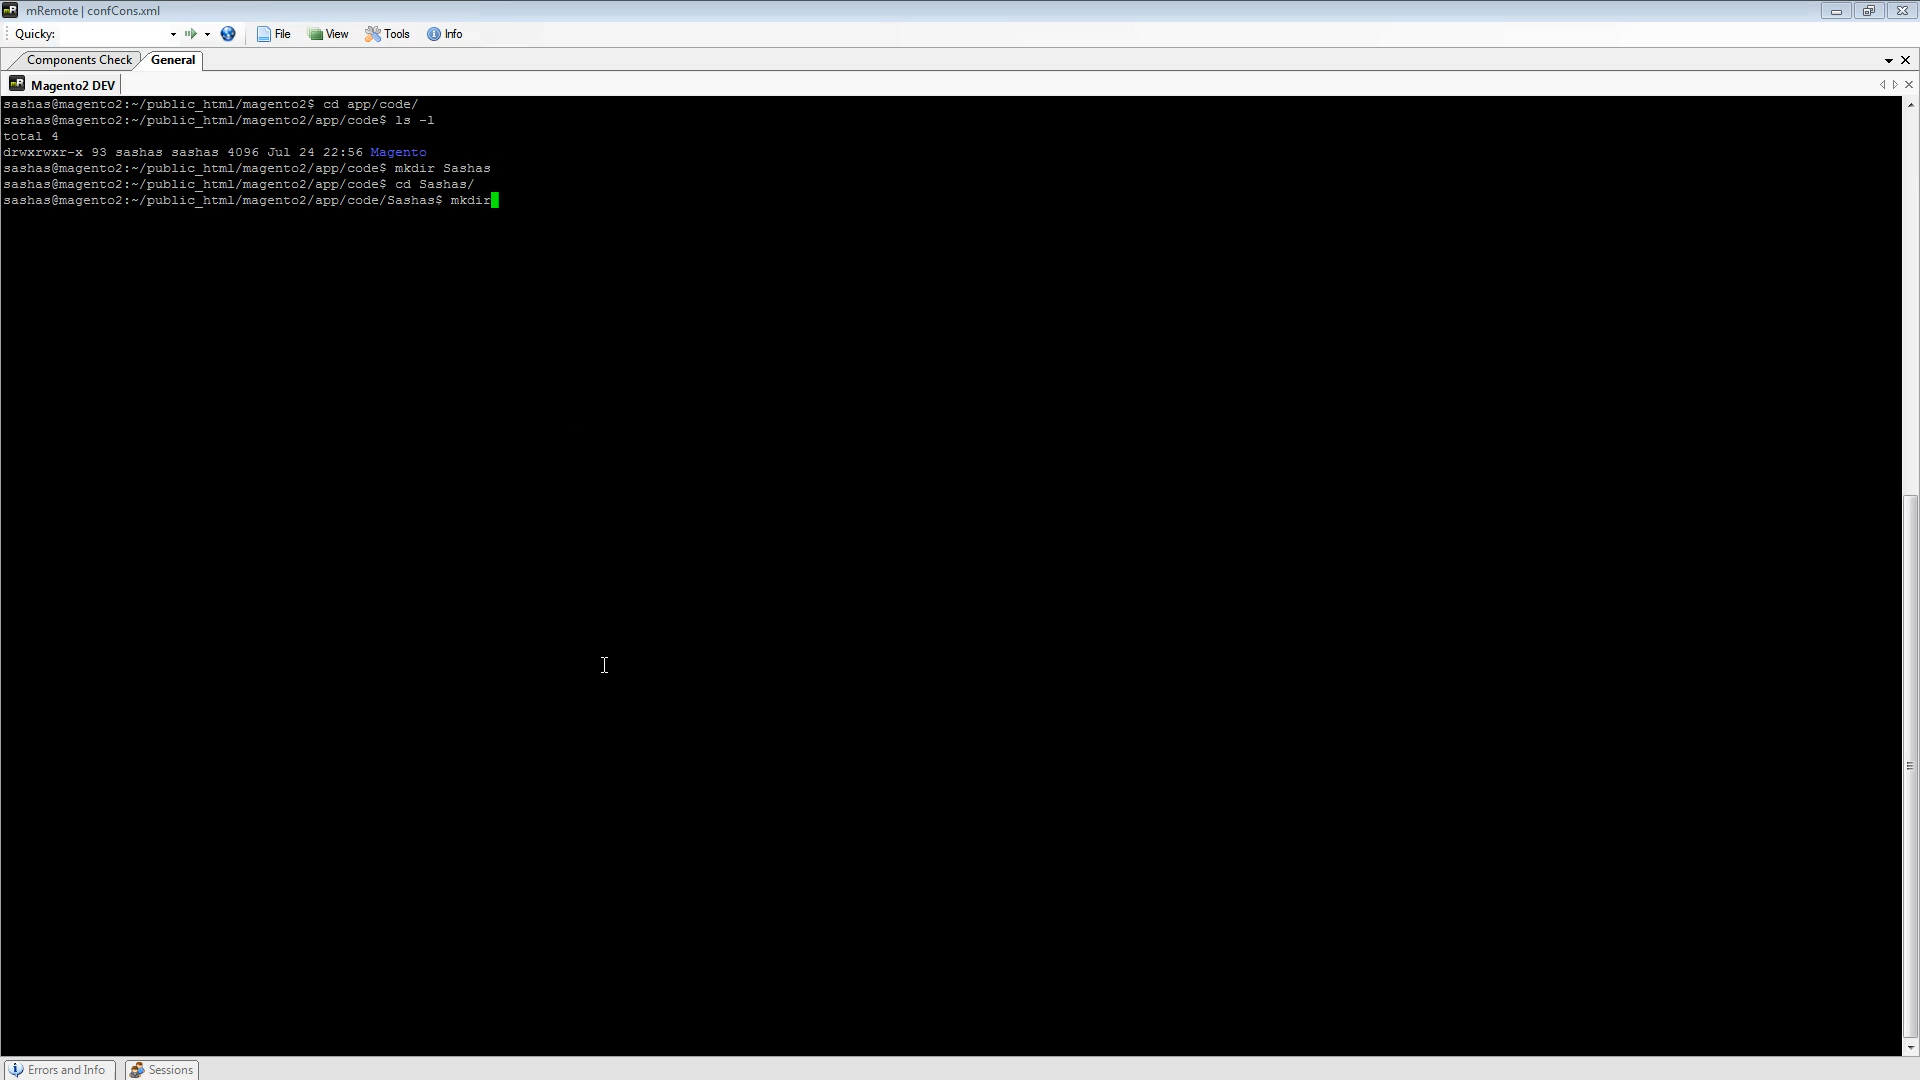 mRemote | confCons.xml
Quicky: File View Tools Info
Components Check General
Magento2 DEV
sashas@magento2:~/public_html/magento2$ cd app/code/
sashas@magento2:~/public_html/magento2/app/code$ ls -l
total 4
drwxrwxr-x 93 sashas sashas 4096 Jul 24 22:56 Magento
sashas@magento2:~/public_html/magento2/app/code$ mkdir Sashas
sashas@magento2:~/public_html/magento2/app/code$ cd Sashas/
sashas@magento2:~/public_html/magento2/app/code/Sashas$ mkdir
Errors and Info Sessions